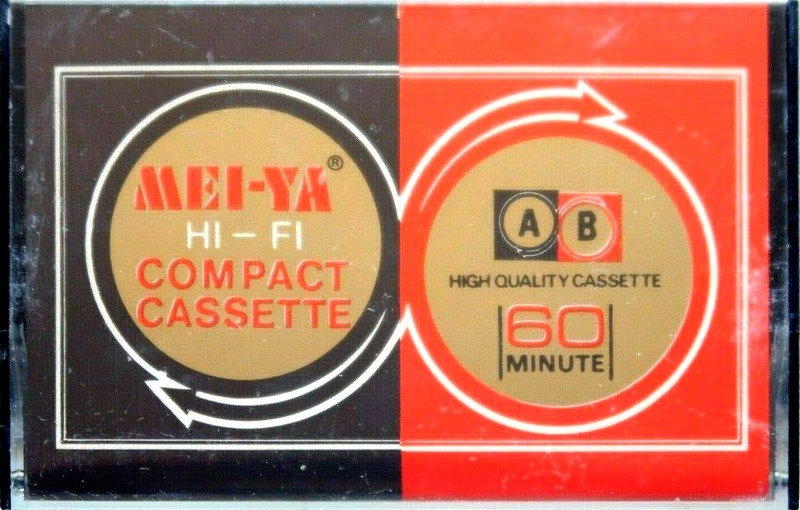 MEI-YA®
HI-FI
COMPACT
CASSETTE
A B
HIGH QUALITY CASSETTE
60
MINUTE